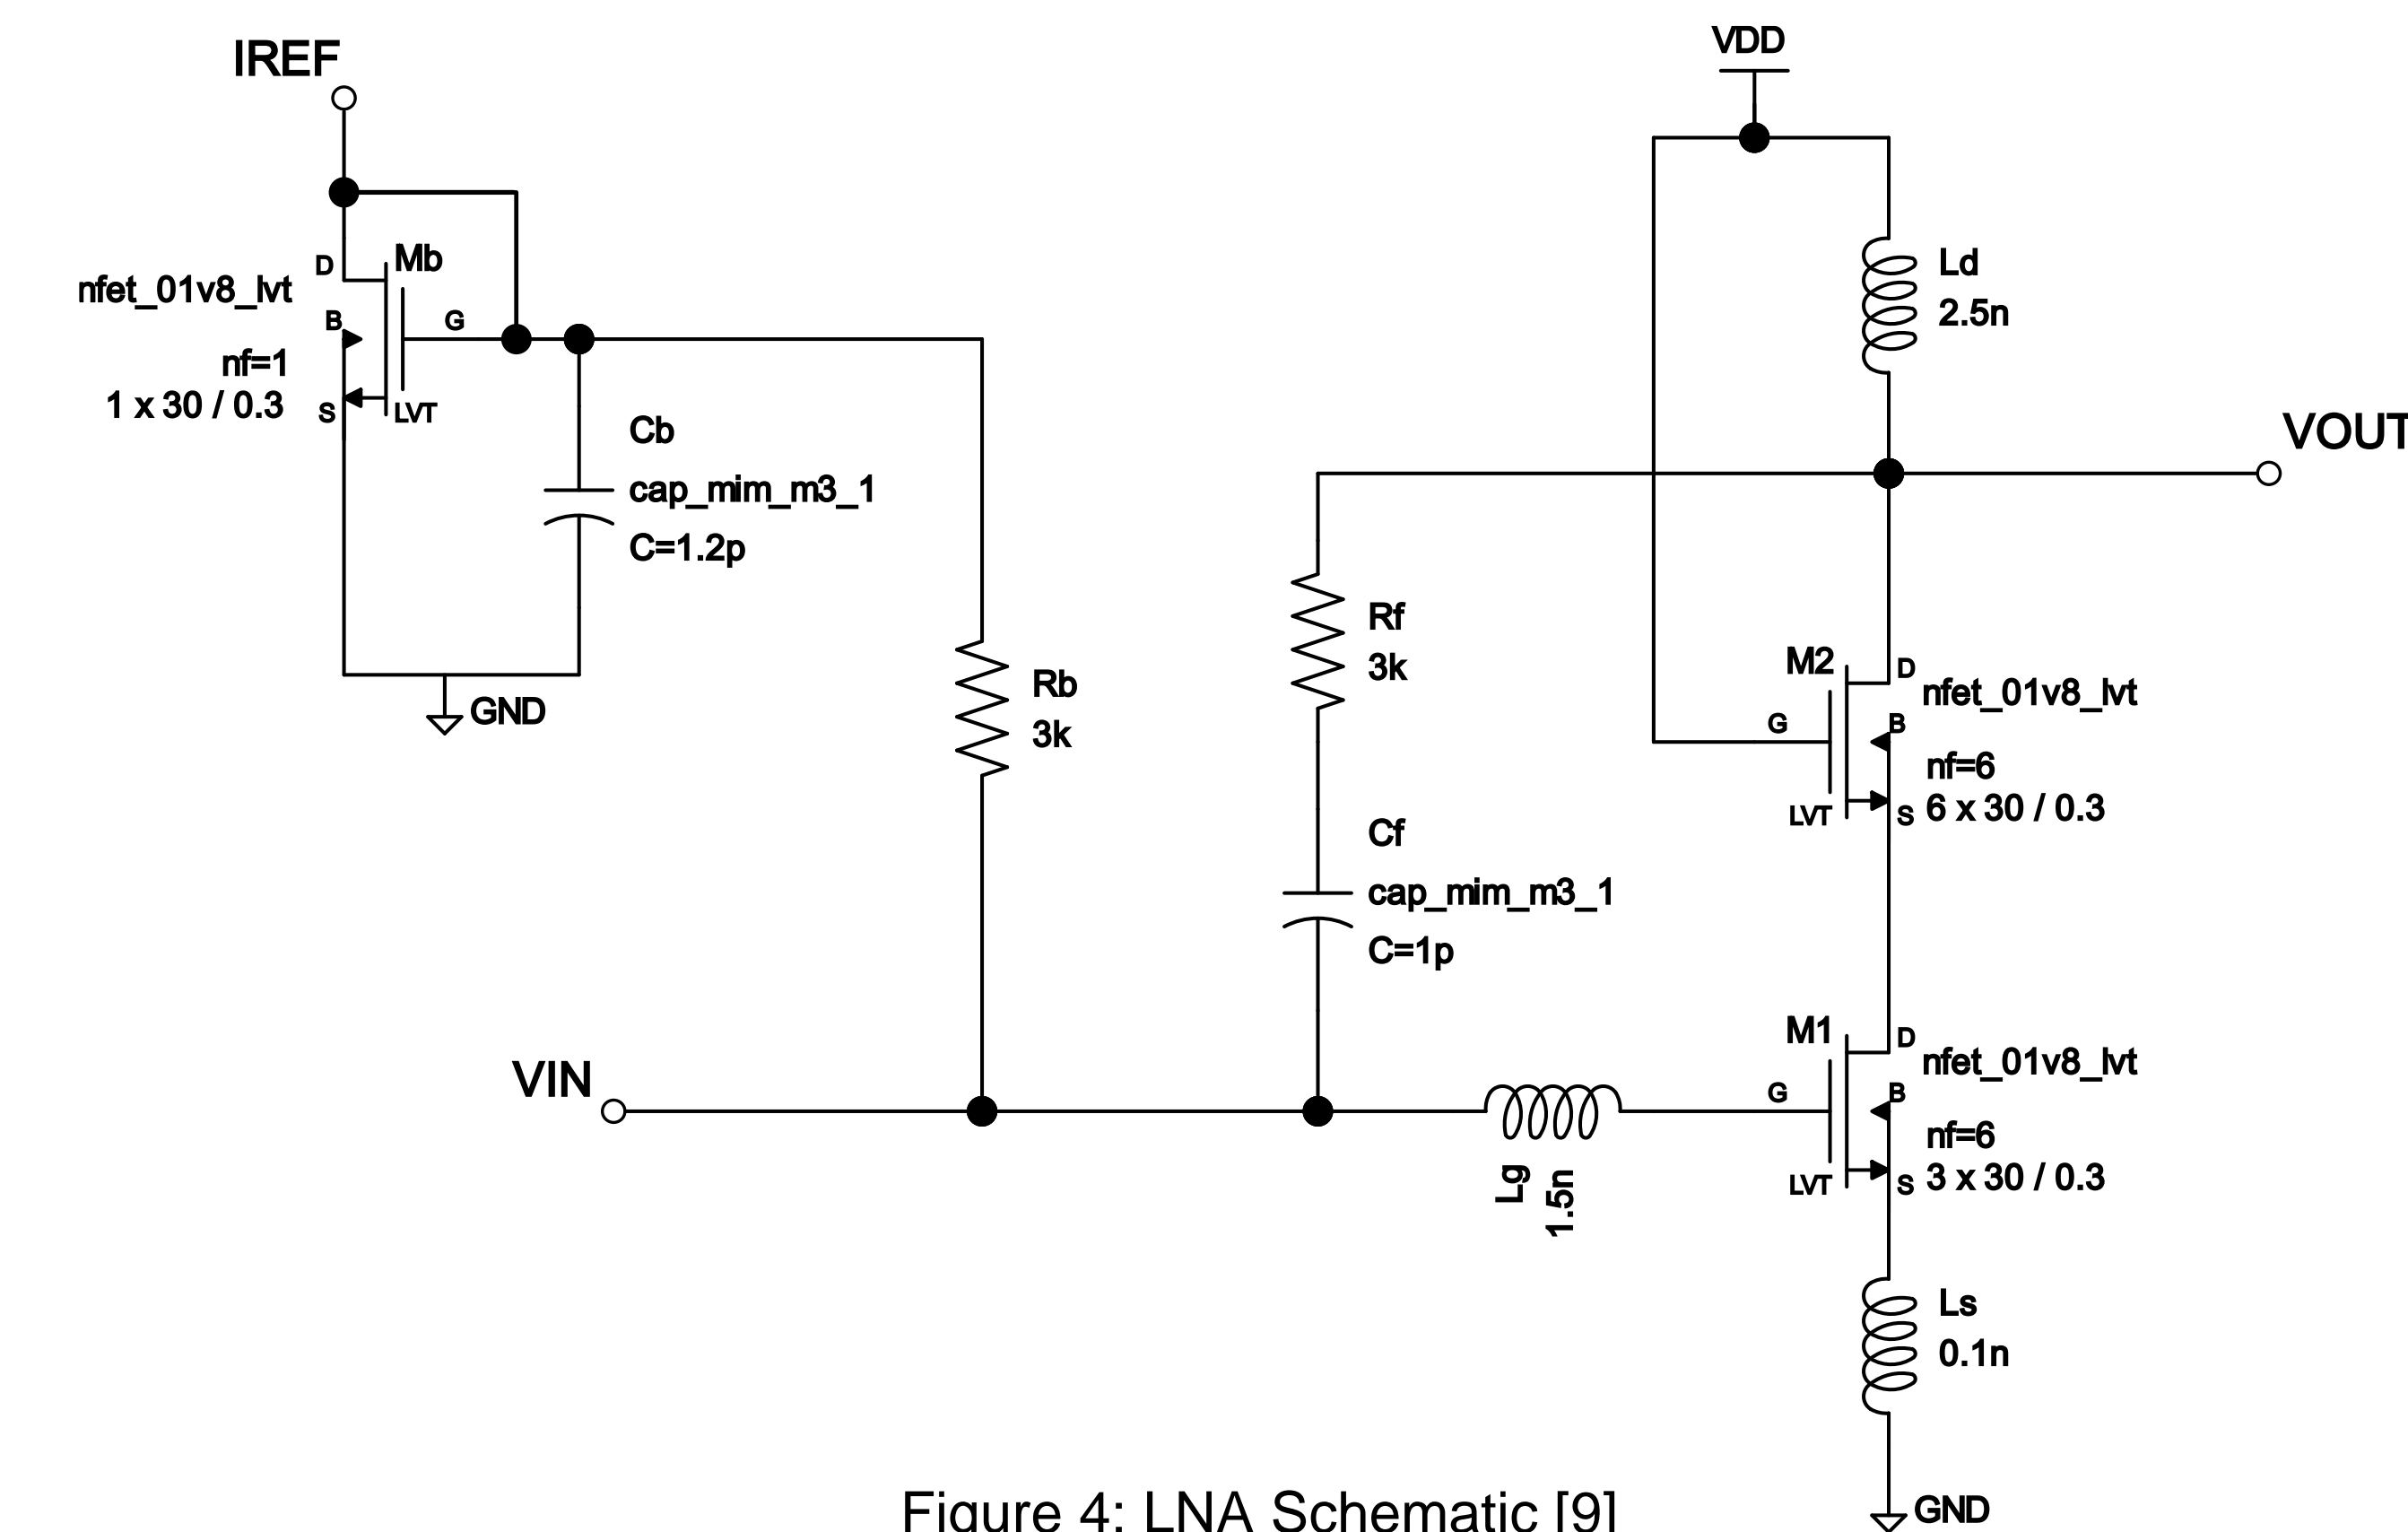 IREF
D
Mb
nfet_01v8_lvt
B
G
nf=1
1 x 30 / 0.3
S
LVT
Cb
cap_mim_m3_1
C=1.2p
GND
Rb
3k
VIN
VDD
Ld
2.5n
VOUT
Rf
3k
Cf
cap_mim_m3_1
C=1p
M2
D
nfet_01v8_lvt
G
B
nf=6
LVT
S
6 x 30 / 0.3
M1
D
nfet_01v8_lvt
G
B
nf=6
LVT
S
3 x 30 / 0.3
Lg
1.5n
Ls
0.1n
GND
Figure 4: LNA Schematic [9]